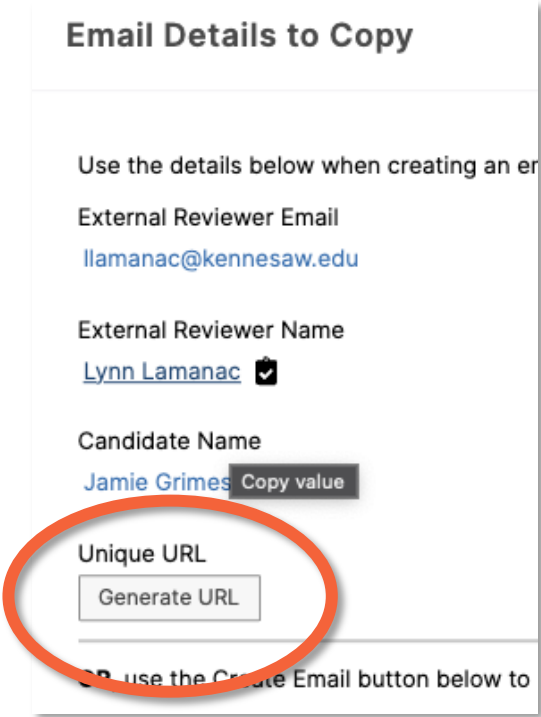 Email Details to Copy
Use the details below when creating an er
External Reviewer Email
llamanac@kennesaw.edu
External Reviewer Name
Lynn Lamanac
Candidate Name
Jamie Grimes Copy value
Unique URL
Generate URL
OR use the Create Email button below to